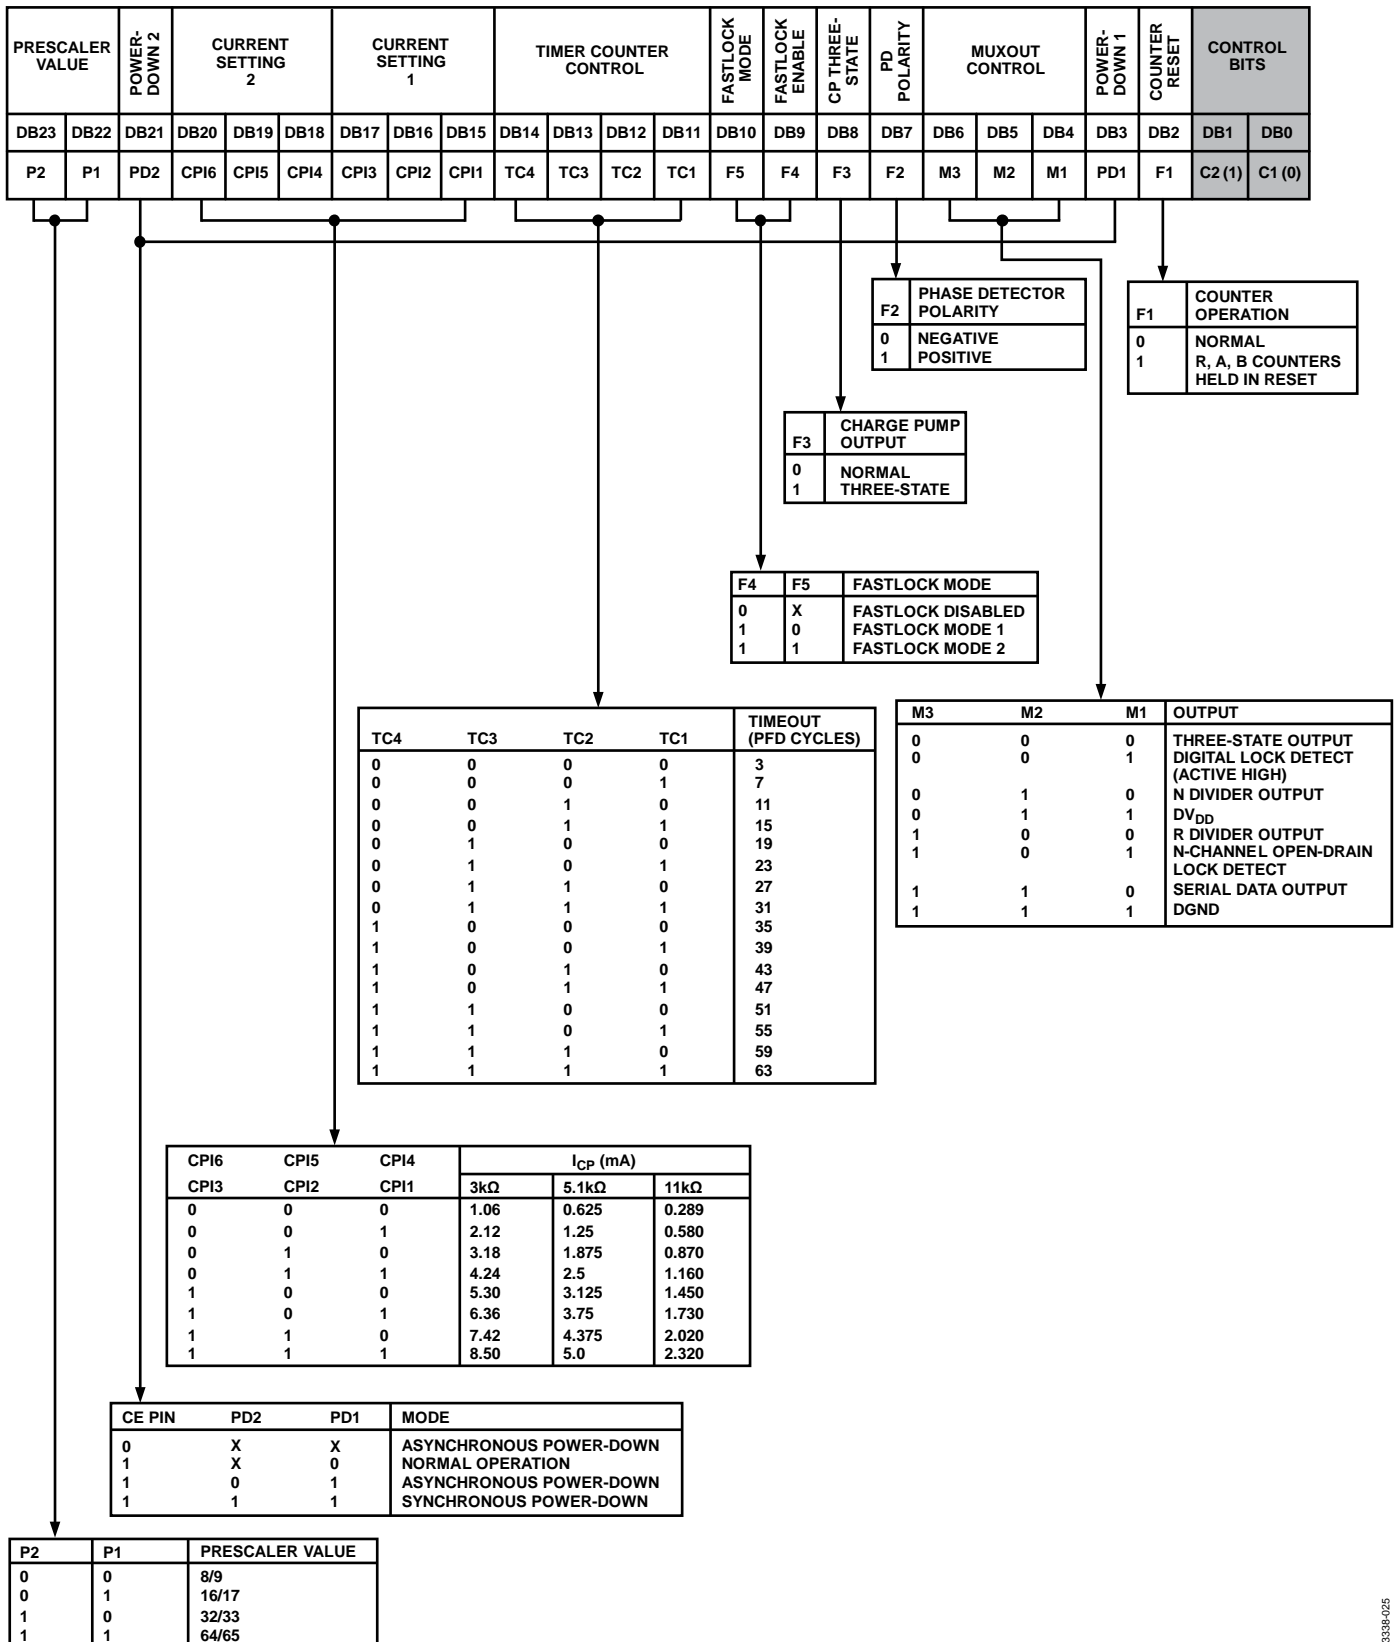 PRESCALER VALUE
POWER-DOWN 2
CURRENT SETTING 2
CURRENT SETTING 1
TIMER COUNTER CONTROL
FASTLOCK MODE
FASTLOCK ENABLE
CP THREE-STATE
PD POLARITY
MUXOUT CONTROL
POWER-DOWN 1
COUNTER RESET
CONTROL BITS
DB23 DB22 DB21 DB20 DB19 DB18 DB17 DB16 DB15 DB14 DB13 DB12 DB11 DB10 DB9 DB8 DB7 DB6 DB5 DB4 DB3 DB2 DB1 DB0
P2 P1 PD2 CPI6 CPI5 CPI4 CPI3 CPI2 CPI1 TC4 TC3 TC2 TC1 F5 F4 F3 F2 M3 M2 M1 PD1 F1 C2 (1) C1 (0)
F2 PHASE DETECTOR POLARITY
0 NEGATIVE
1 POSITIVE
F1 COUNTER OPERATION
0 NORMAL
1 R, A, B COUNTERS
HELD IN RESET
F3 CHARGE PUMP OUTPUT
0 NORMAL
1 THREE-STATE
F4 F5 FASTLOCK MODE
0 X FASTLOCK DISABLED
1 0 FASTLOCK MODE 1
1 1 FASTLOCK MODE 2
TC4 TC3 TC2 TC1 TIMEOUT (PFD CYCLES)
0 0 0 0 3
0 0 0 1 7
0 0 1 0 11
0 0 1 1 15
0 1 0 0 19
0 1 0 1 23
0 1 1 0 27
0 1 1 1 31
1 0 0 0 35
1 0 0 1 39
1 0 1 0 43
1 0 1 1 47
1 1 0 0 51
1 1 0 1 55
1 1 1 0 59
1 1 1 1 63
M3 M2 M1 OUTPUT
0 0 0 THREE-STATE OUTPUT
0 0 1 DIGITAL LOCK DETECT
(ACTIVE HIGH)
0 1 0 N DIVIDER OUTPUT
0 1 1 DVDD
1 0 0 R DIVIDER OUTPUT
1 0 1 N-CHANNEL OPEN-DRAIN
LOCK DETECT
1 1 0 SERIAL DATA OUTPUT
1 1 1 DGND
CPI6 CPI5 CPI4 ICP (mA)
CPI3 CPI2 CPI1 3kΩ 5.1kΩ 11kΩ
0 0 0 1.06 0.625 0.289
0 0 1 2.12 1.25 0.580
0 1 0 3.18 1.875 0.870
0 1 1 4.24 2.5 1.160
1 0 0 5.30 3.125 1.450
1 0 1 6.36 3.75 1.730
1 1 0 7.42 4.375 2.020
1 1 1 8.50 5.0 2.320
CE PIN PD2 PD1 MODE
0 X X ASYNCHRONOUS POWER-DOWN
1 X 0 NORMAL OPERATION
1 0 1 ASYNCHRONOUS POWER-DOWN
1 1 1 SYNCHRONOUS POWER-DOWN
P2 P1 PRESCALER VALUE
0 0 8/9
0 1 16/17
1 0 32/33
1 1 64/65
3338-025